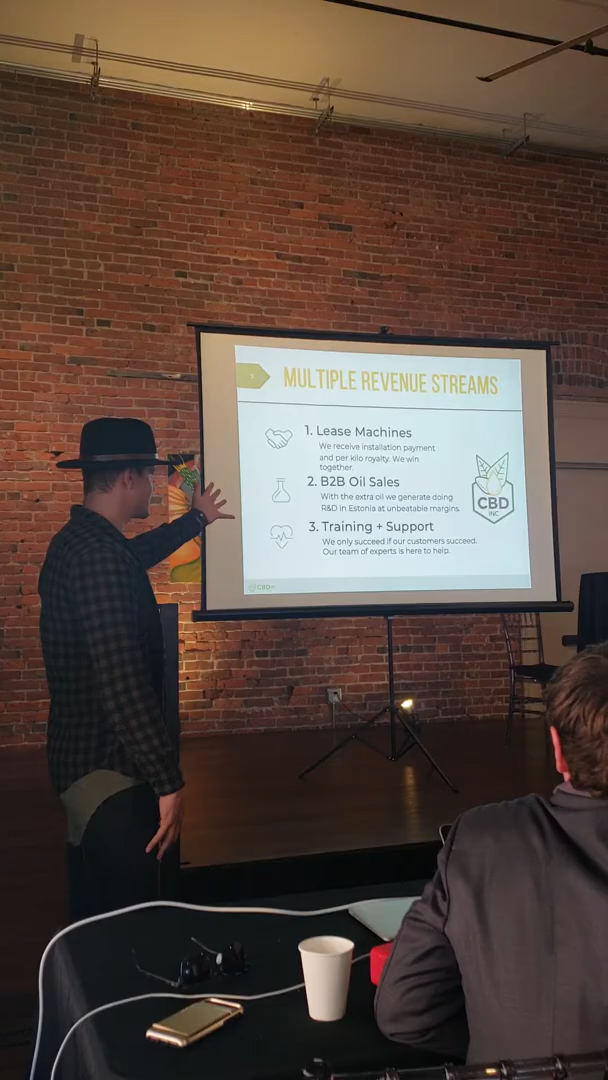 MULTIPLE REVENUE STREAMS
1. Lease Machines
We receive installation payment
and per kilo royalty. We win
together.
2. B2B Oil Sales
With the extra oil we generate doing
R&D in Estonia at unbeatable margins.
3. Training + Support
We only succeed if our customers succeed.
Our team of experts is here to help.
CBD
INC
CBD